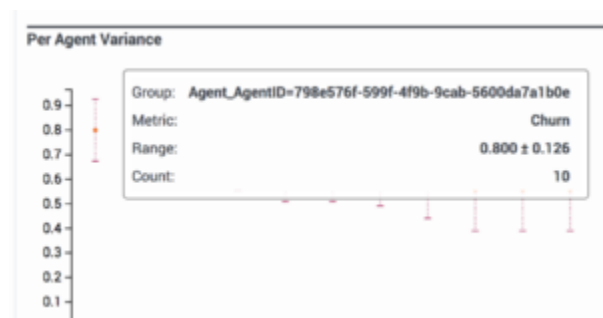 Per Agent Variance
Group: Agent_AgentID=798e576f-599f-4f9b-9cab-5600da7a1b0e
Metric: Churn
Range: 0.800 ± 0.126
Count: 10
0.9
0.8
0.7
0.6
0.5
0.4
0.3
0.2
0.1